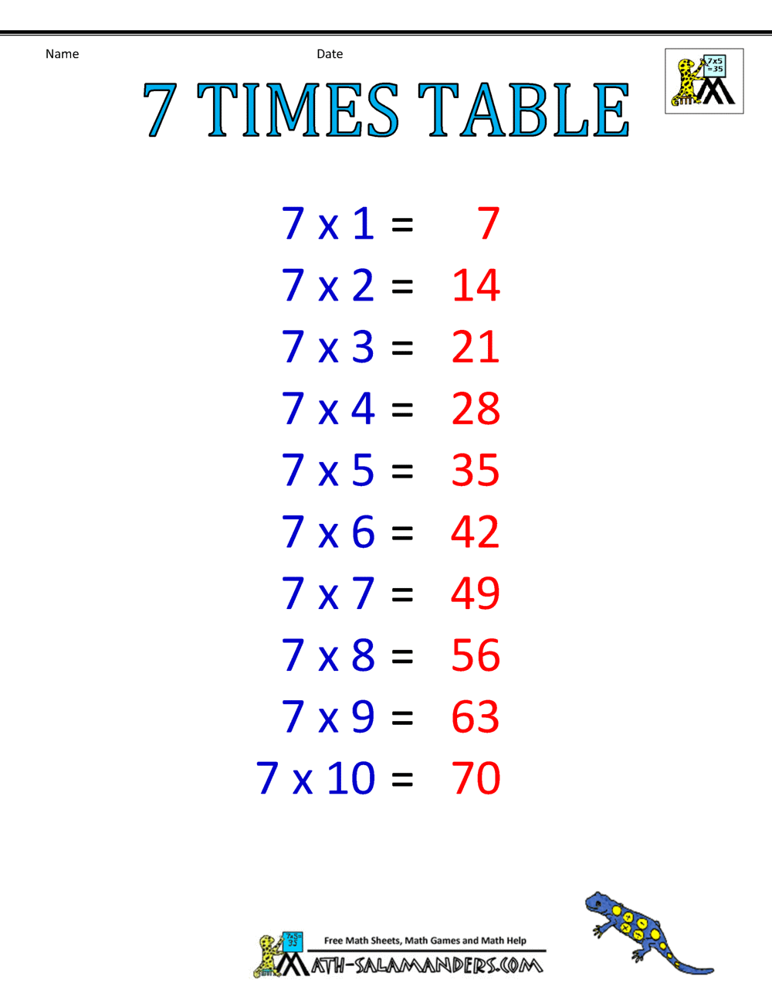 Name Date
7x5
=35
7 TIMES TABLE
7 x 1 = 7
7 x 2 = 14
7 x 3 = 21
7 x 4 = 28
7 x 5 = 35
7 x 6 = 42
7 x 7 = 49
7 x 8 = 56
7 x 9 = 63
7 x 10 = 70
7x5=
35
Free Math Sheets, Math Games and Math Help
MATH-SALAMANDERS.COM